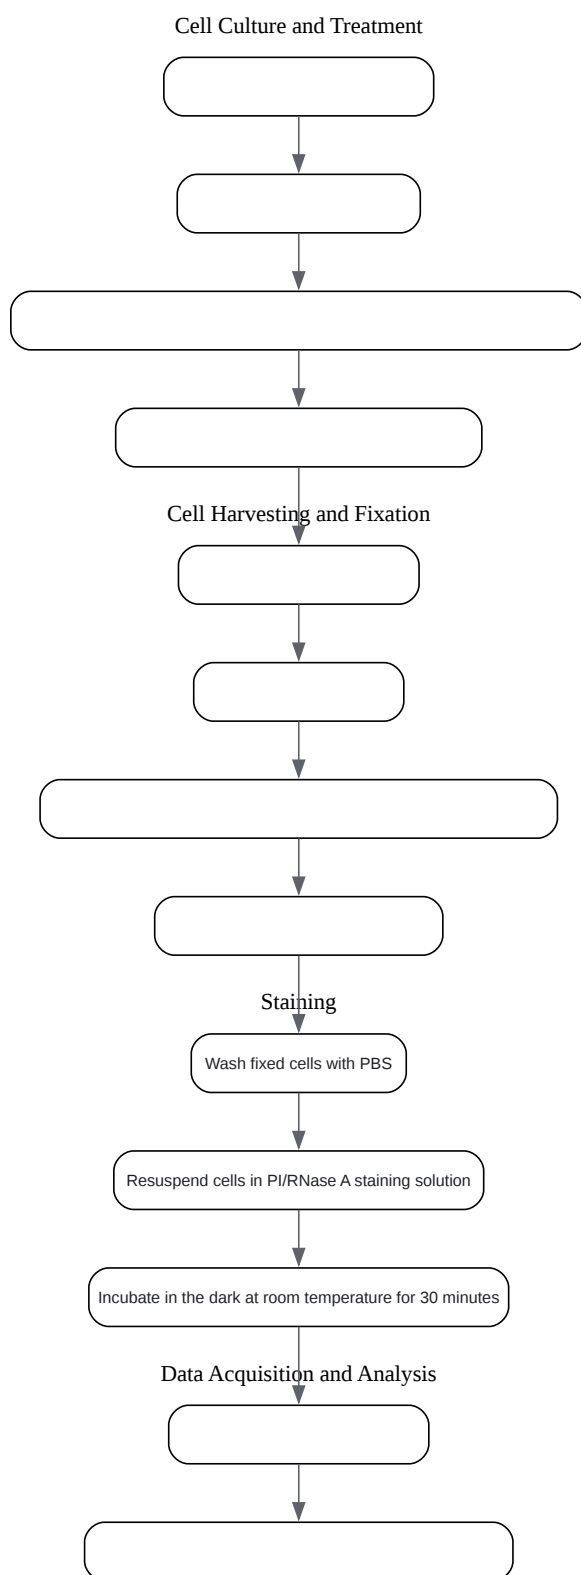 Cell Culture and Treatment
Cell Harvesting and Fixation
Staining
Wash fixed cells with PBS
Resuspend cells in PI/RNase A staining solution
Incubate in the dark at room temperature for 30 minutes
Data Acquisition and Analysis